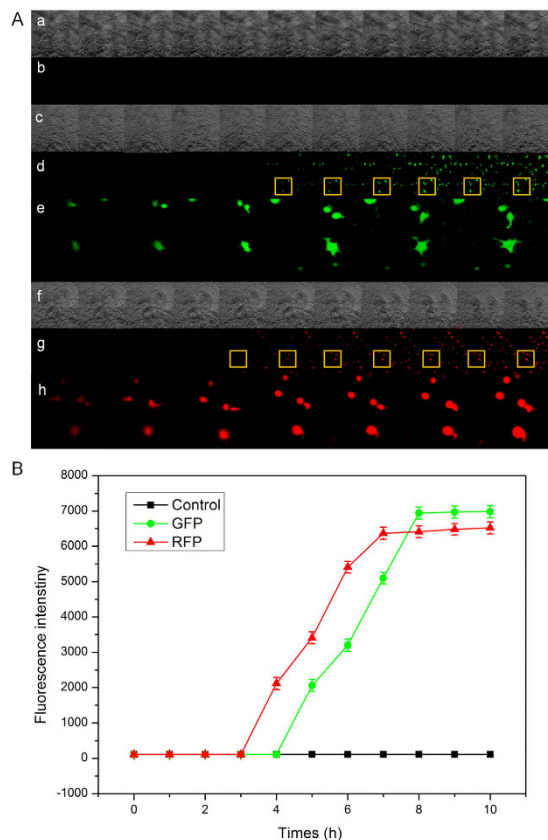 A
a
b
c
d
e
f
g
h
B
8000
7000
6000
5000
4000
3000
2000
1000
0
-1000
Fluorescence intenstiny
Control
GFP
RFP
0 2 4 6 8 10
Times (h)